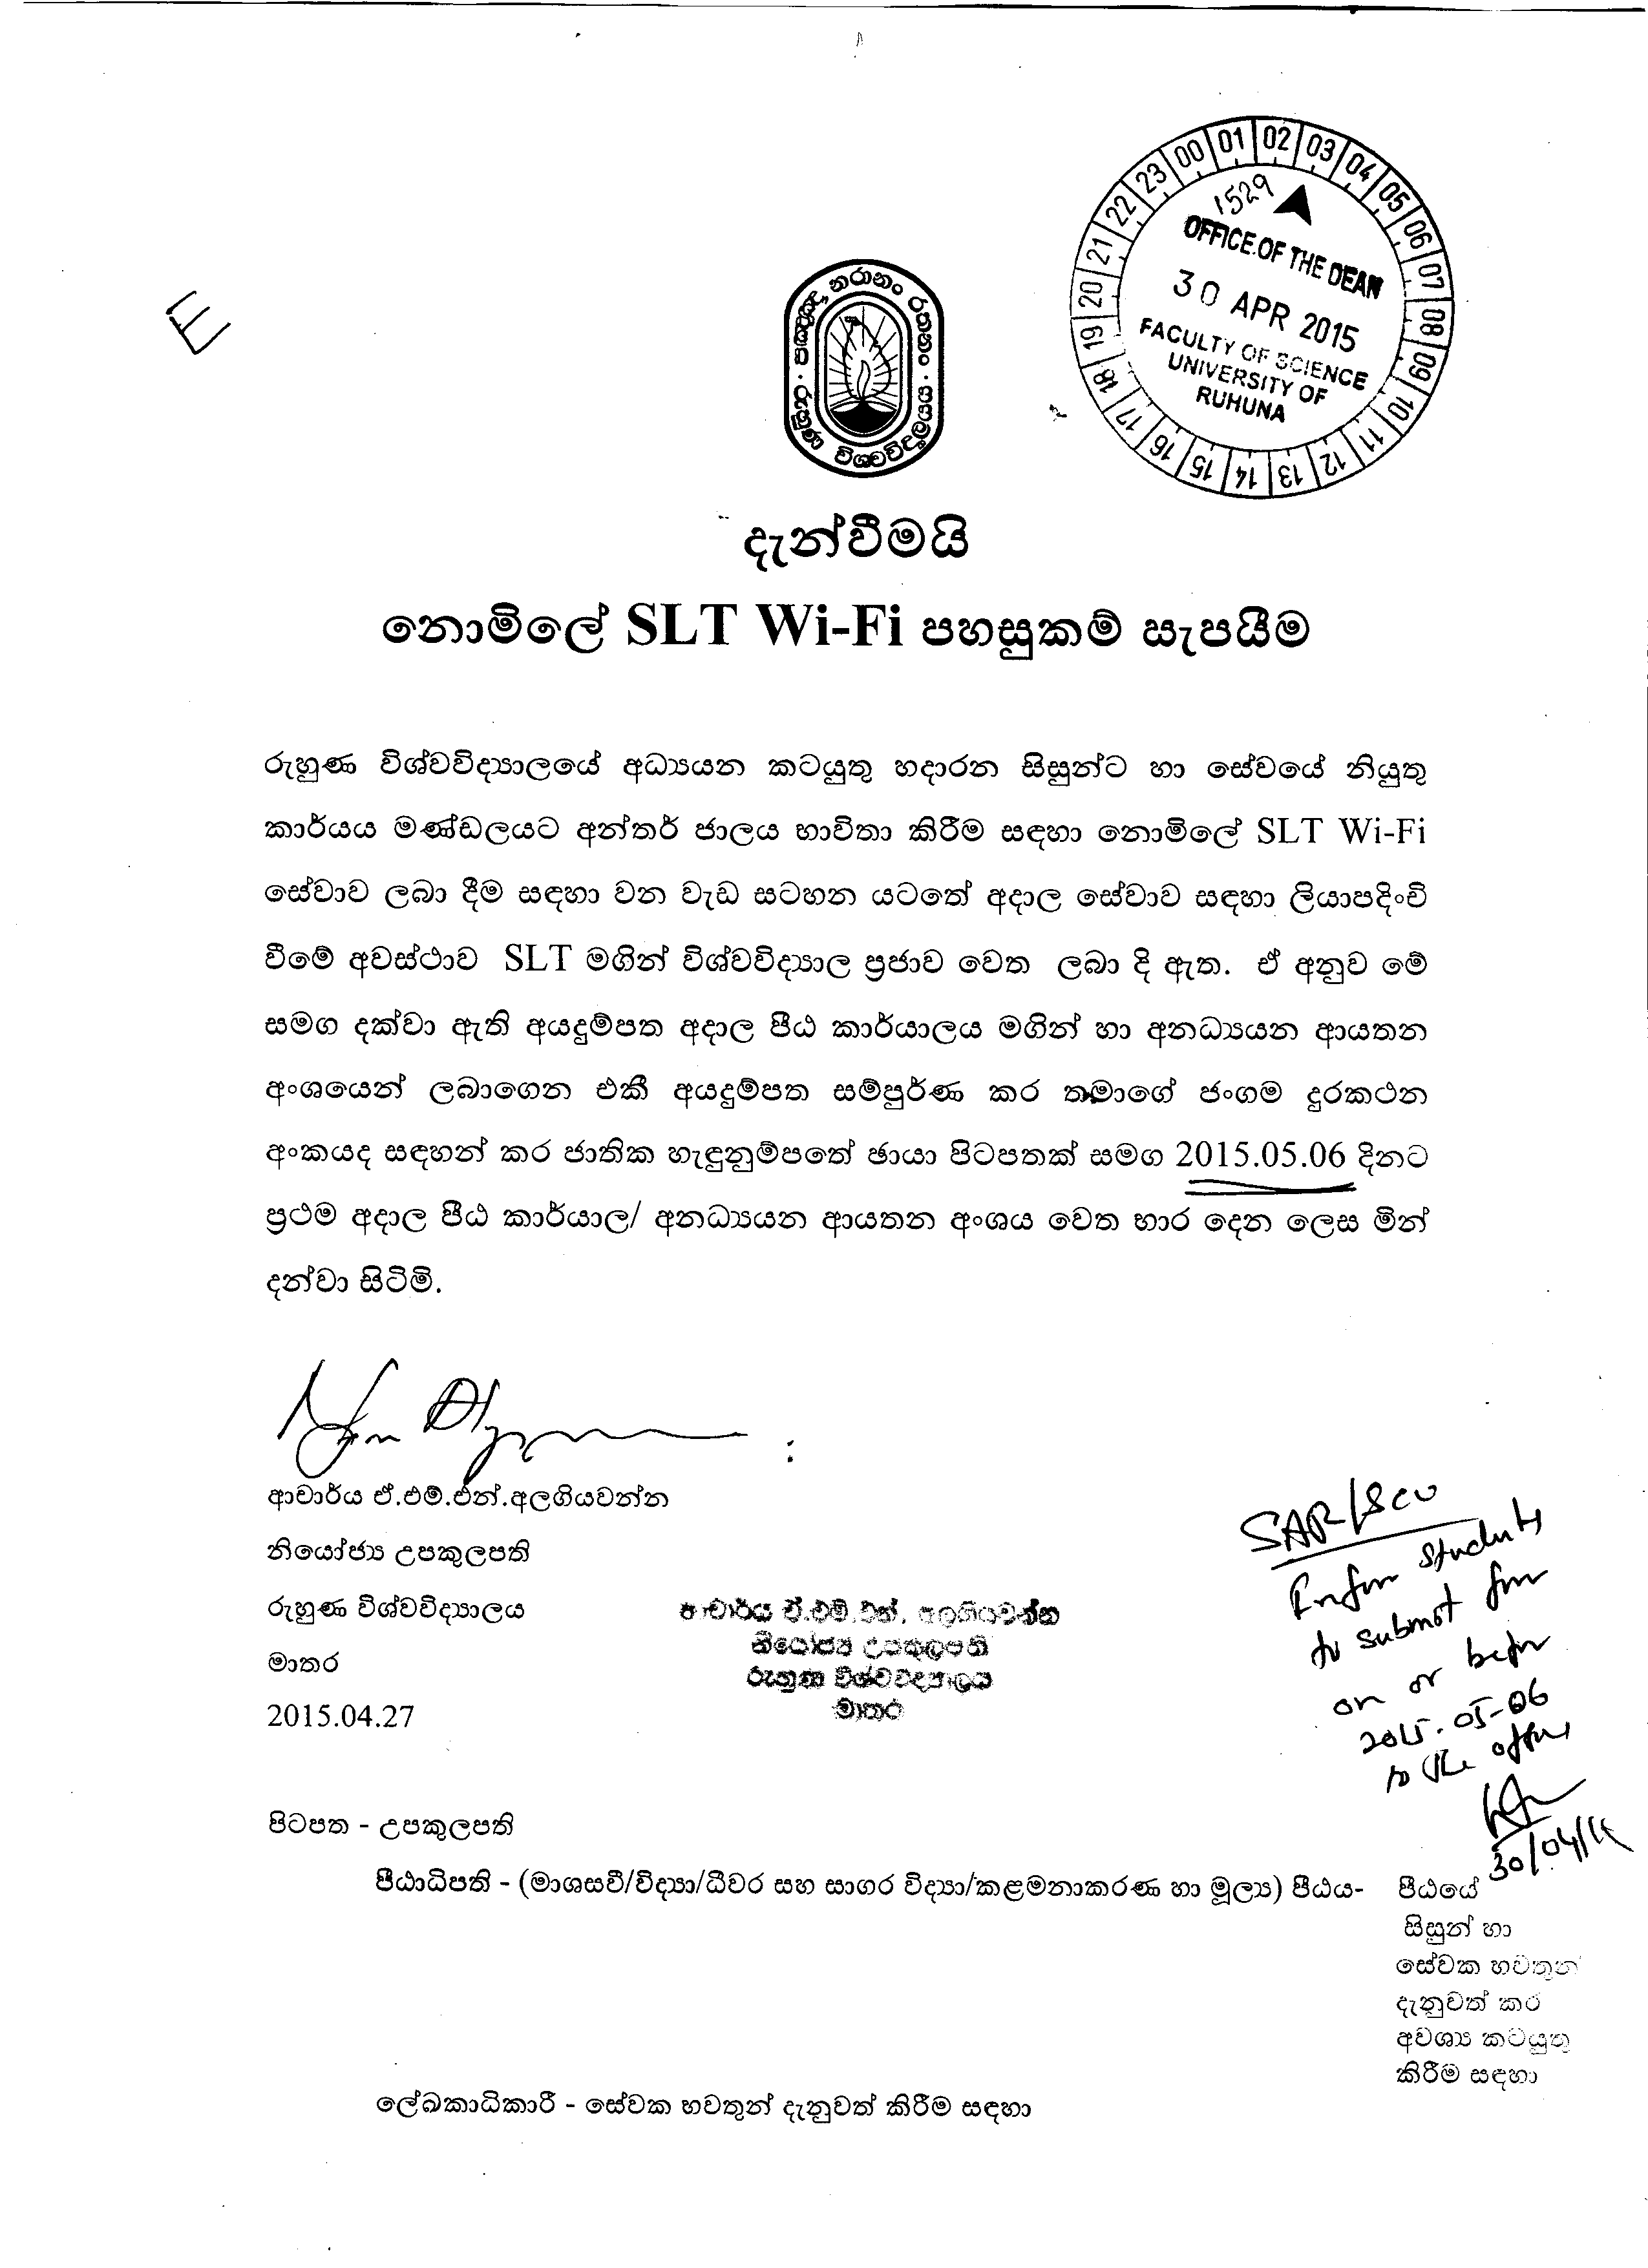 E
00 01 02 03 04 05 06 07 08 09 10 11 12 13 14 15 16 17 18 19 20 21 22 23
1529
OFFICE OF THE DEAN
30 APR 2015
FACULTY OF SCIENCE
UNIVERSITY OF
RUHUNA
රුහුණ විශ්වවිද්‍යාලයය
දැන්වීමයි
නොමිලේ SLT Wi-Fi පහසුකම් සැපයීම
රුහුණ විශ්වවිද්‍යාලයේ අධ්‍යයන කටයුතු හදාරන සිසුන්ට හා සේවයේ නියුතු
කාර්යය මණ්ඩලයට අන්තර් ජාලය භාවිතා කිරීම සඳහා නොමිලේ SLT Wi-Fi
සේවාව ලබා දීම සඳහා වන වැඩ සටහන යටතේ අදාල සේවාව සඳහා ලියාපදිංචි
වීමේ අවස්ථාව SLT මගින් විශ්වවිද්‍යාල ප්‍රජාව වෙත ලබා දි ඇත. ඒ අනුව මේ
සමග දක්වා ඇති අයදුම්පත අදාල පීඨ කාර්යාලය මගින් හා අනධ්‍යයන ආයතන
අංශයෙන් ලබාගෙන එකී අයදුම්පත සම්පුර්ණ කර තමාගේ ජංගම දුරකථන
අංකයද සඳහන් කර ජාතික හැඳුනුම්පතේ ඡායා පිටපතක් සමග 2015.05.06 දිනට
ප්‍රථම අදාල පීඨ කාර්යාල/ අනධ්‍යයන ආයතන අංශය වෙත භාර දෙන ලෙස මින්
දන්වා සිටිමි.
ආචාර්ය ඒ.එම්.එන්.අලගියවන්න
නියෝජ්‍ය උපකුලපති
රුහුණ විශ්වවිද්‍යාලය
මාතර
2015.04.27
ආචාර්ය ඒ.එම්.එන්. අලගියවන්න
නියෝජ්‍ය උපකුලපති
රුහුණ විශ්වවිද්‍යාලය
මාතර
SAR/SCU
Inform students
to submit form
on or before
2015.05-06
to the office
30/04/15
පිටපත - උපකුලපති
පීඨාධිපති - (මාශසවි/විද්‍යා/ධීවර සහ සාගර විද්‍යා/කළමනාකරණ හා මූල්‍ය) පීඨය- පීඨයේ
සිසුන් හා
සේවක භවතුන්
දැනුවත් කර
අවශ්‍ය කටයුතු
කිරීම සඳහා
ලේඛකාධිකාරී - සේවක භවතුන් දැනුවත් කිරීම සඳහා